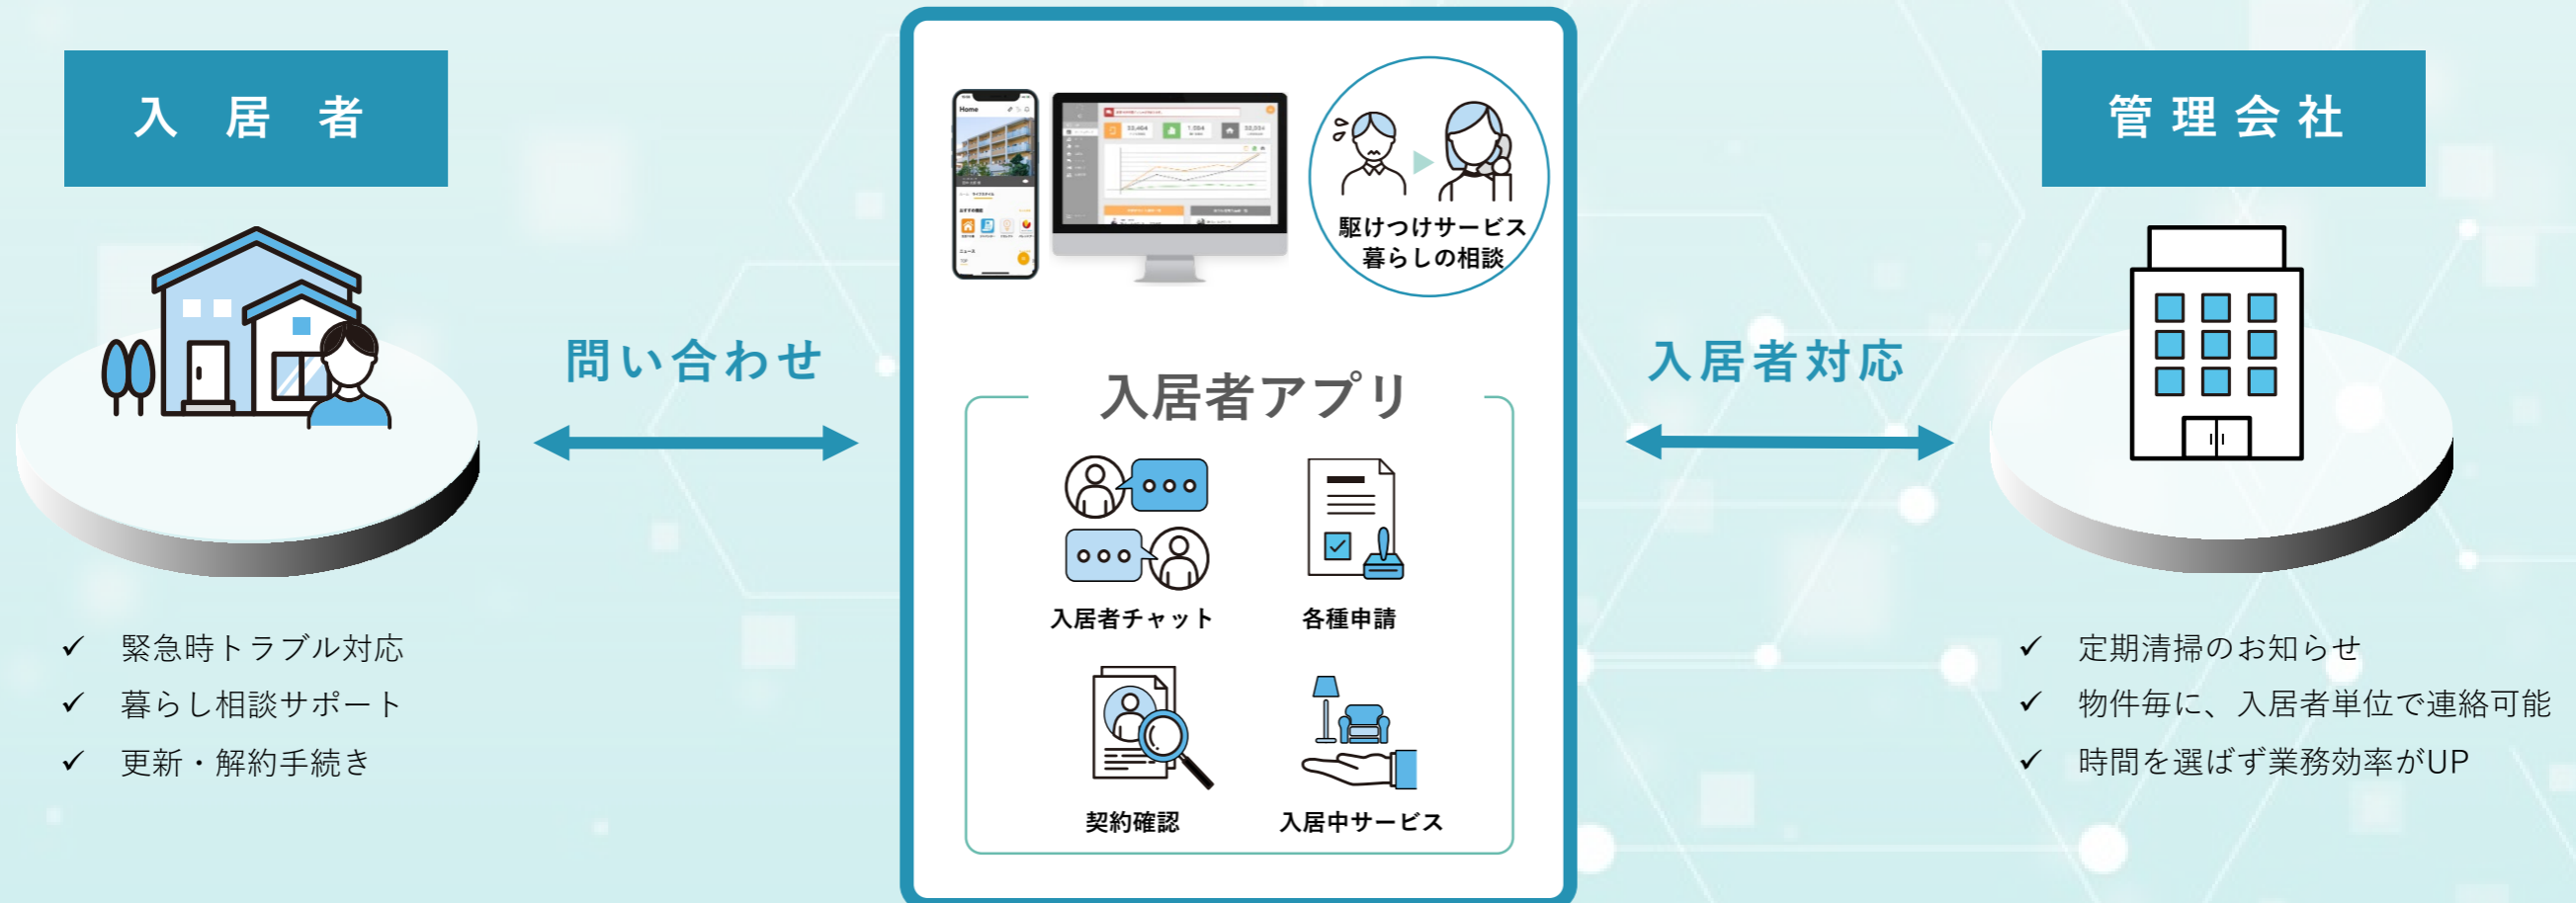 入居者
管理会社
Home
駆けつけサービス
暮らしの相談
問い合わせ
入居者対応
入居者アプリ
入居者チャット
各種申請
契約確認
入居中サービス
✓ 緊急時トラブル対応
✓ 暮らし相談サポート
✓ 更新・解約手続き
✓ 定期清掃のお知らせ
✓ 物件毎に、入居者単位で連絡可能
✓ 時間を選ばず業務効率がUP